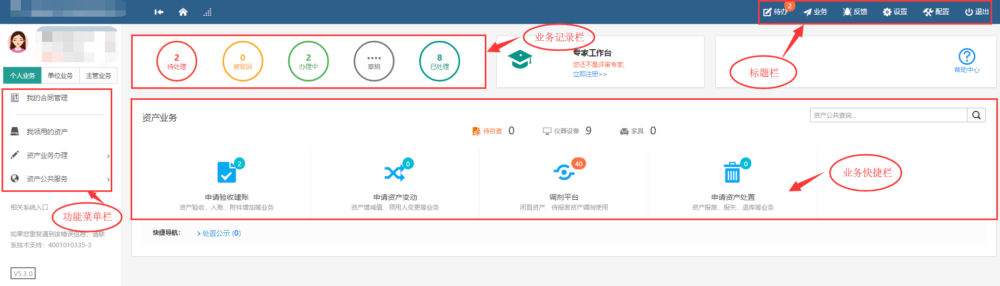 待办 2
业务
反馈
设置
配置
退出
个人业务
单位业务
主管业务
我的合同管理
我领用的资产
资产业务办理
资产公共服务
功能菜单栏
相关系统入口
如果您重复遇到该错误信息，请联
系技术支持：4001010335-3
V5.3.0
2
待处理
0
被驳回
2
办理中
••••
草稿
8
已处理
业务记录栏
专家工作台
您还不是评审专家,
立即注册>>
标题栏
帮助中心
资产业务
资产公共查询...
待自查 0
仪器设备 9
家具 0
2
申请验收建账
资产验收、入账、附件增加等业务
0
申请资产变动
资产增减值、领用人变更等业务
40
调剂平台
闲置资产、待报废资产调剂使用
0
申请资产处置
资产报废、报失、退库等业务
业务快捷栏
快捷导航：
处置公示 (0)